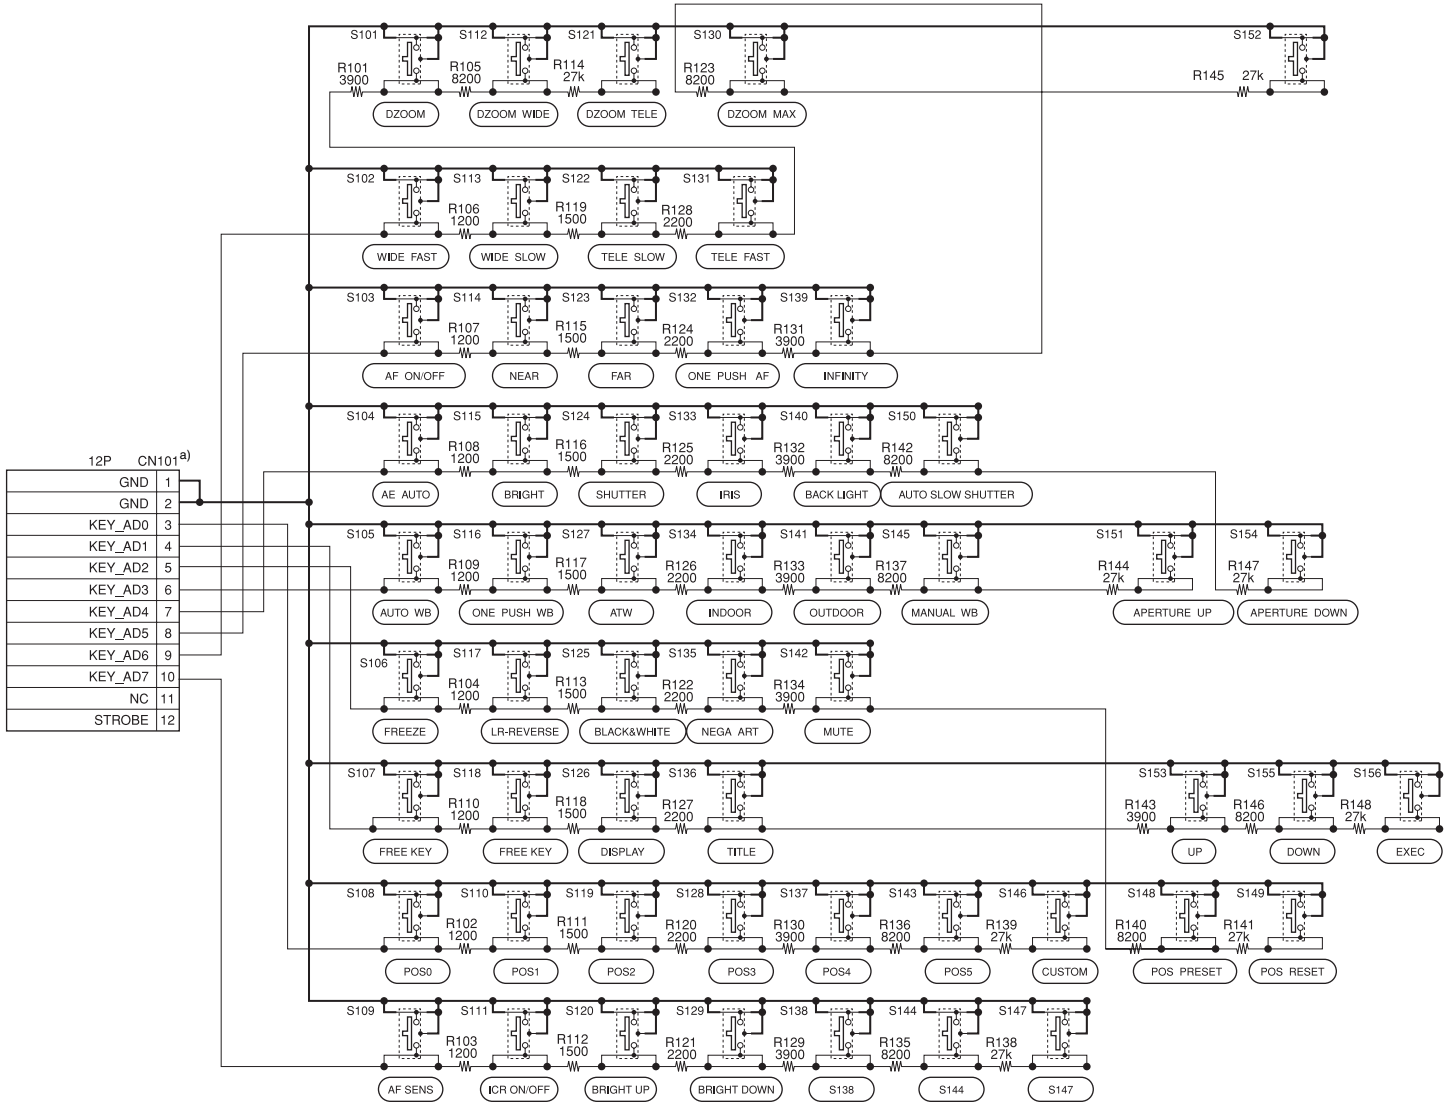 S101 S112 S121 S130 S152
R101 3900 R105 8200 R114 27k R123 8200 R145 27k
DZOOM DZOOM WIDE DZOOM TELE DZOOM MAX
S102 S113 S122 S131
R106 1200 R119 1500 R128 2200
WIDE FAST WIDE SLOW TELE SLOW TELE FAST
S103 S114 S123 S132 S139
R107 1200 R115 1500 R124 2200 R131 3900
AF ON/OFF NEAR FAR ONE PUSH AF INFINITY
S104 S115 S124 S133 S140 S150
R108 1200 R116 1500 R125 2200 R132 3900 R142 8200
AE AUTO BRIGHT SHUTTER IRIS BACK LIGHT AUTO SLOW SHUTTER
12P CN101a)
GND 1
GND 2
KEY_AD0 3
KEY_AD1 4
KEY_AD2 5
KEY_AD3 6
KEY_AD4 7
KEY_AD5 8
KEY_AD6 9
KEY_AD7 10
NC 11
STROBE 12
S105 S116 S127 S134 S141 S145 S151 S154
R109 1200 R117 1500 R126 2200 R133 3900 R137 8200 R144 27k R147 27k
AUTO WB ONE PUSH WB ATW INDOOR OUTDOOR MANUAL WB APERTURE UP APERTURE DOWN
S106 S117 S125 S135 S142
R104 1200 R113 1500 R122 2200 R134 3900
FREEZE LR-REVERSE BLACK&WHITE NEGA ART MUTE
S107 S118 S126 S136 S153 S155 S156
R110 1200 R118 1500 R127 2200 R143 3900 R146 8200 R148 27k
FREE KEY FREE KEY DISPLAY TITLE UP DOWN EXEC
S108 S110 S119 S128 S137 S143 S146 S148 S149
R102 1200 R111 1500 R120 2200 R130 3900 R136 8200 R139 27k R140 8200 R141 27k
POS0 POS1 POS2 POS3 POS4 POS5 CUSTOM POS PRESET POS RESET
S109 S111 S120 S129 S138 S144 S147
R103 1200 R112 1500 R121 2200 R129 3900 R135 8200 R138 27k
AF SENS ICR ON/OFF BRIGHT UP BRIGHT DOWN S138 S144 S147